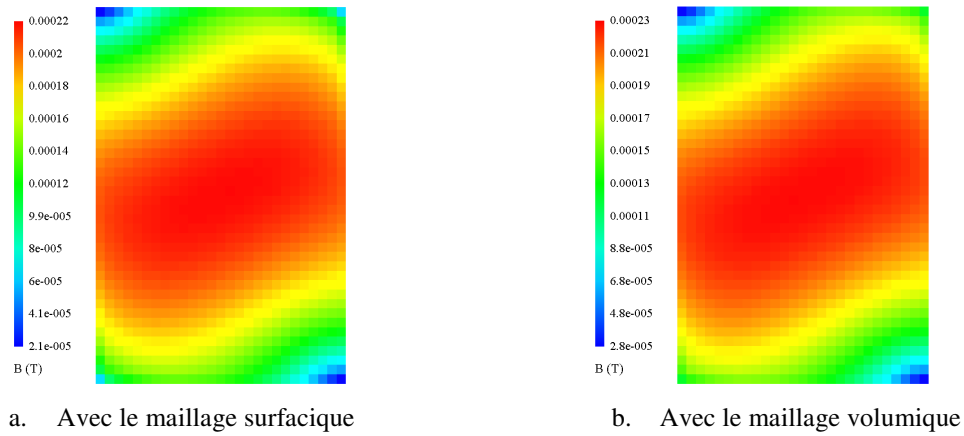 0.00022
0.0002
0.00018
0.00016
0.00014
0.00012
9.9e-005
8e-005
6e-005
4.1e-005
2.1e-005
B (T)
0.00023
0.00021
0.00019
0.00017
0.00015
0.00013
0.00011
8.8e-005
6.8e-005
4.8e-005
2.8e-005
B (T)
a. Avec le maillage surfacique
b. Avec le maillage volumique